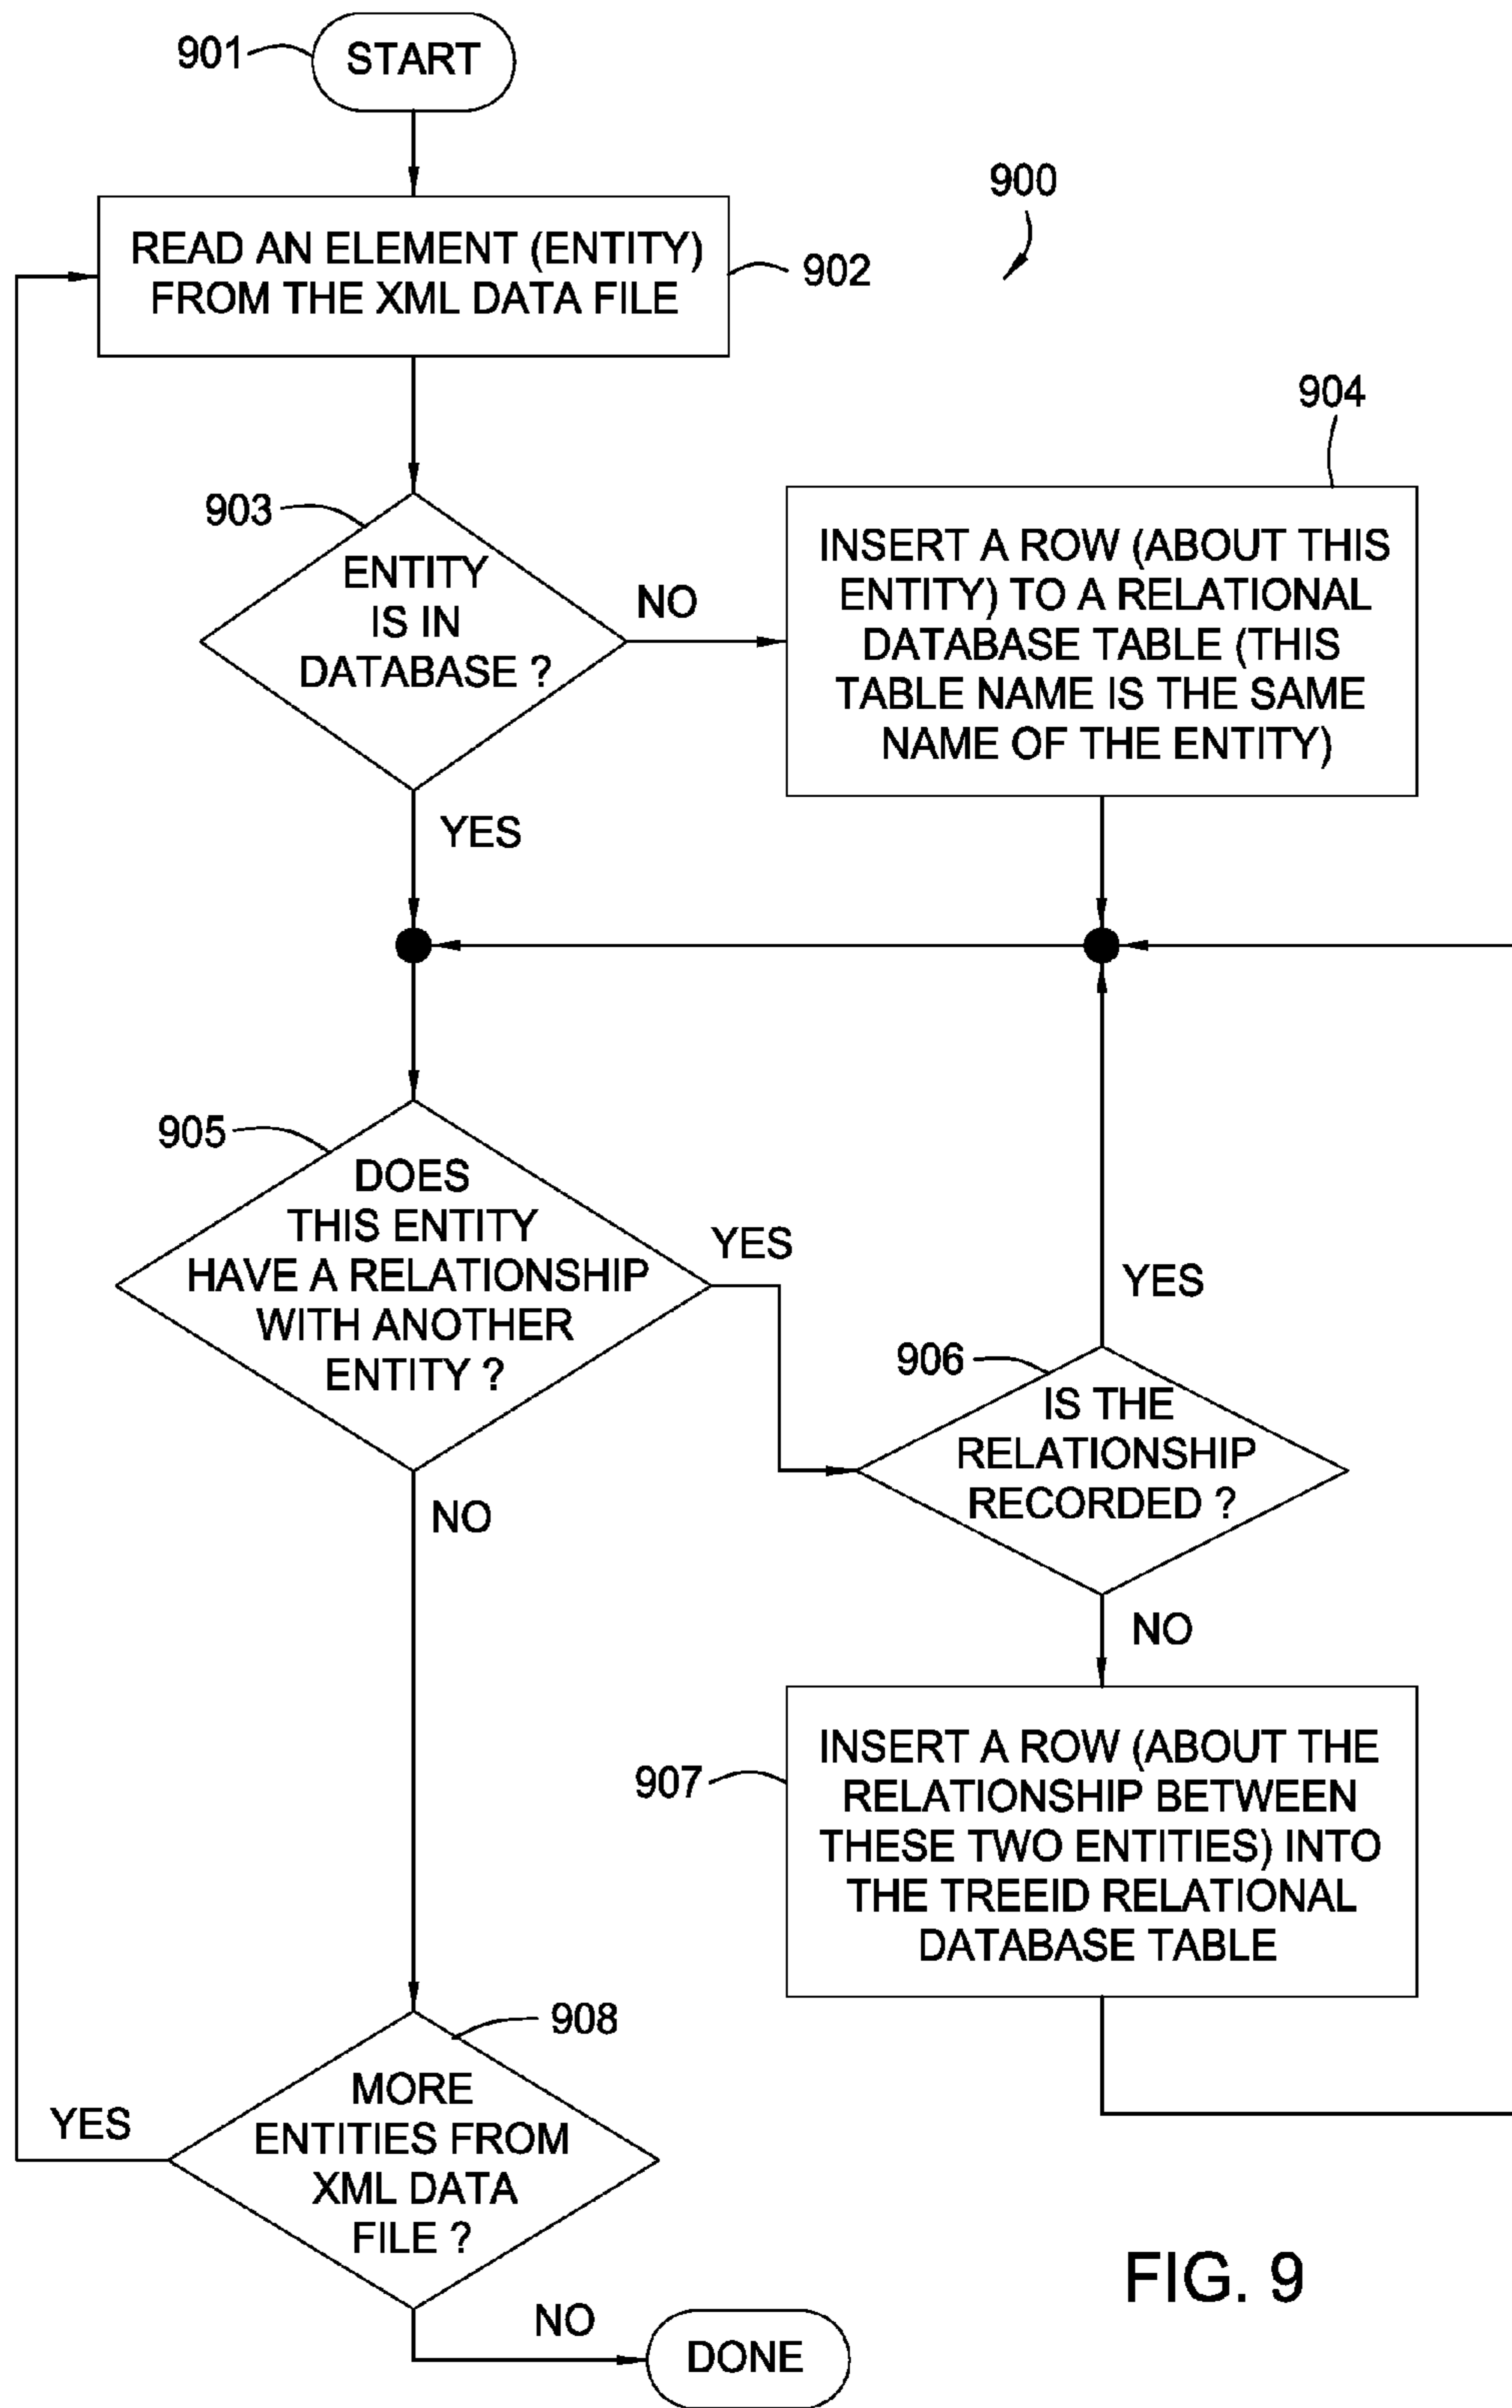 901
START
900
READ AN ELEMENT (ENTITY)
FROM THE XML DATA FILE
902
903
ENTITY
IS IN
DATABASE ?
NO
YES
904
INSERT A ROW (ABOUT THIS
ENTITY) TO A RELATIONAL
DATABASE TABLE (THIS
TABLE NAME IS THE SAME
NAME OF THE ENTITY)
905
DOES
THIS ENTITY
HAVE A RELATIONSHIP
WITH ANOTHER
ENTITY ?
YES
NO
906
IS THE
RELATIONSHIP
RECORDED ?
YES
NO
907
INSERT A ROW (ABOUT THE
RELATIONSHIP BETWEEN
THESE TWO ENTITIES) INTO
THE TREEID RELATIONAL
DATABASE TABLE
908
MORE
ENTITIES FROM
XML DATA
FILE ?
YES
NO
DONE
FIG. 9